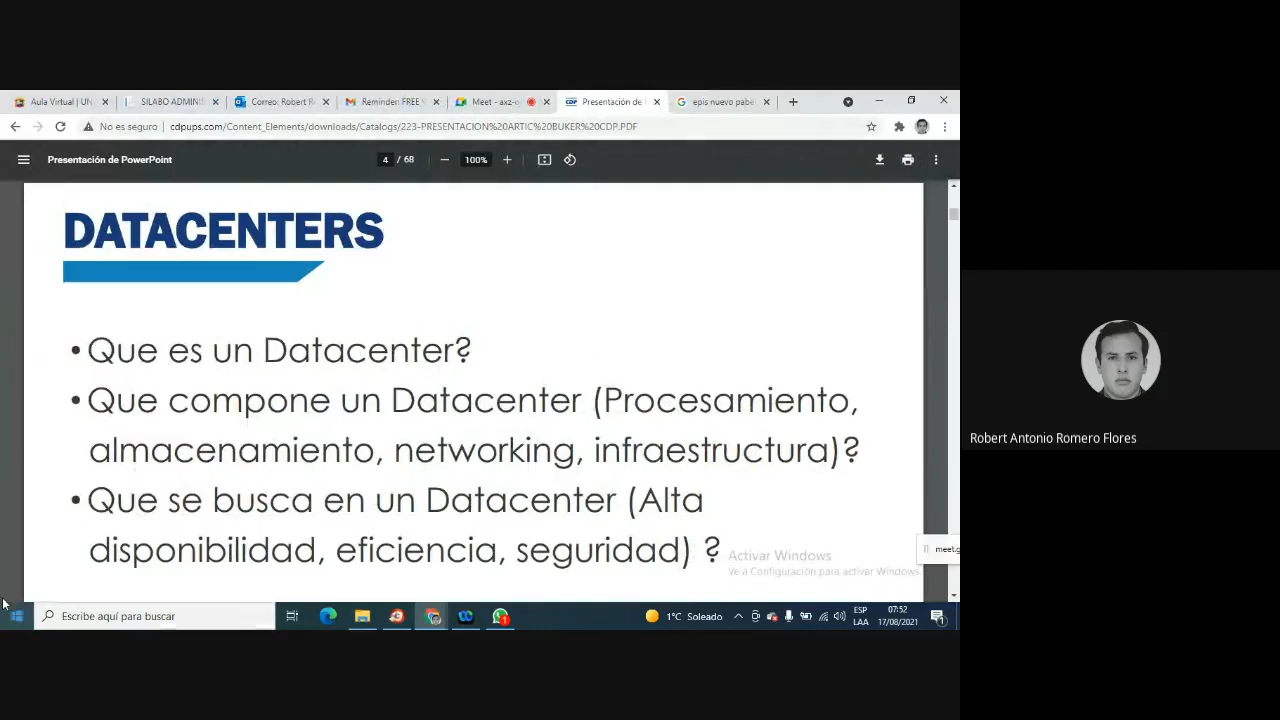 Aula Virtual | UN
SILABO ADMINIS
Correo: Robert R
Reminder: FREE
Meet - axz-c
Presentación de
epis nuevo pabe
No es seguro
cdpups.com/Content_Elements/downloads/Catalogs/223-PRESENTACION%20ARTIC%20BUKER%20CDP.PDF
Presentación de PowerPoint
4 / 68
100%
DATACENTERS
• Que es un Datacenter?
• Que compone un Datacenter (Procesamiento,
almacenamiento, networking, infraestructura)?
• Que se busca en un Datacenter (Alta
disponibilidad, eficiencia, seguridad) ?
Activar Windows
Ve a Configuración para activar Windows.
meet.g
Escribe aquí para buscar
1°C Soleado
ESP
LAA
07:52
17/08/2021
Robert Antonio Romero Flores